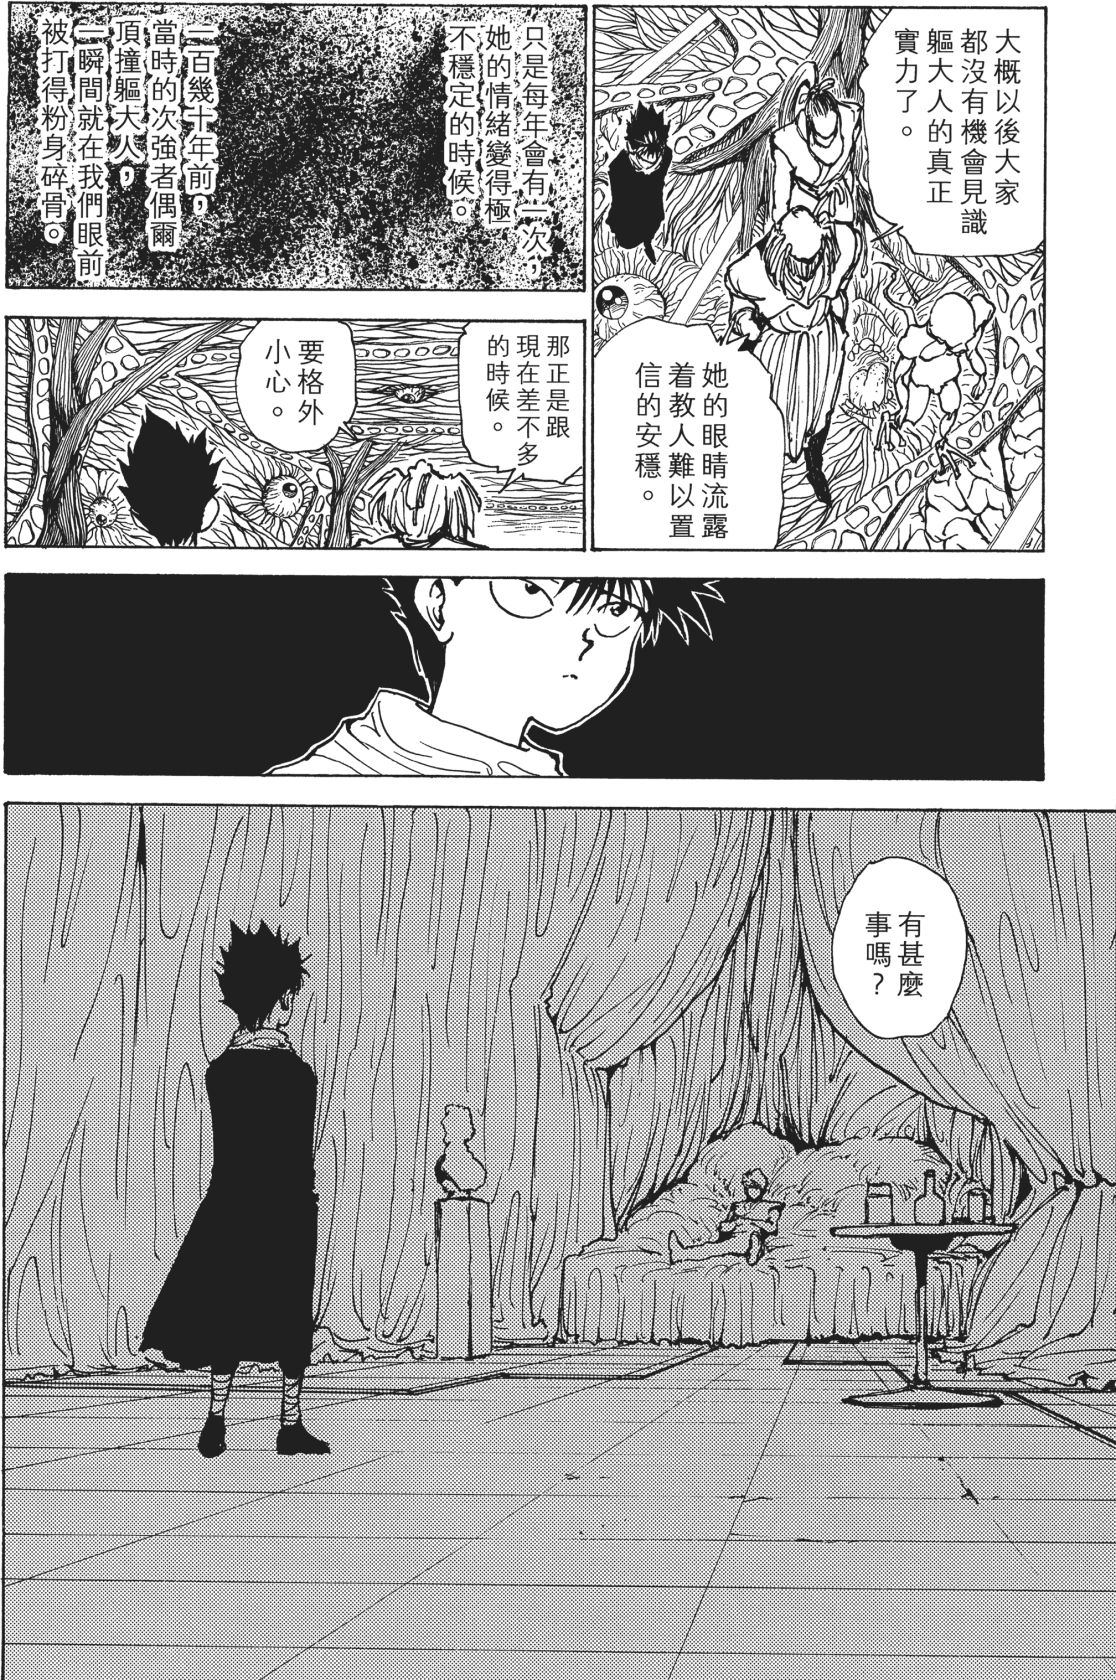 大概以後大家
都沒有機會見識
軀大人的真正
實力了。
她的眼睛流露
着教人難以置
信的安穩。
只是每年會有一次，
她的情緒變得極
不穩定的時候。
一百幾十年前，
當時的次強者偶爾
頂撞軀大人，
一瞬間就在我們眼前
被打得粉身碎骨。
那正是跟
現在差不多
的時候。
要格外
小心。
有甚麼
事嗎？